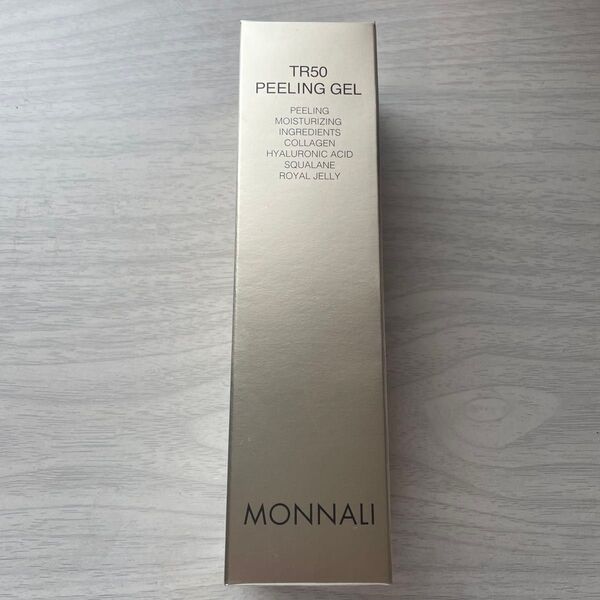 TR50
PEELING GEL
PEELING
MOISTURIZING
INGREDIENTS
COLLAGEN
HYALURONIC ACID
SQUALANE
ROYAL JELLY
MONNALI